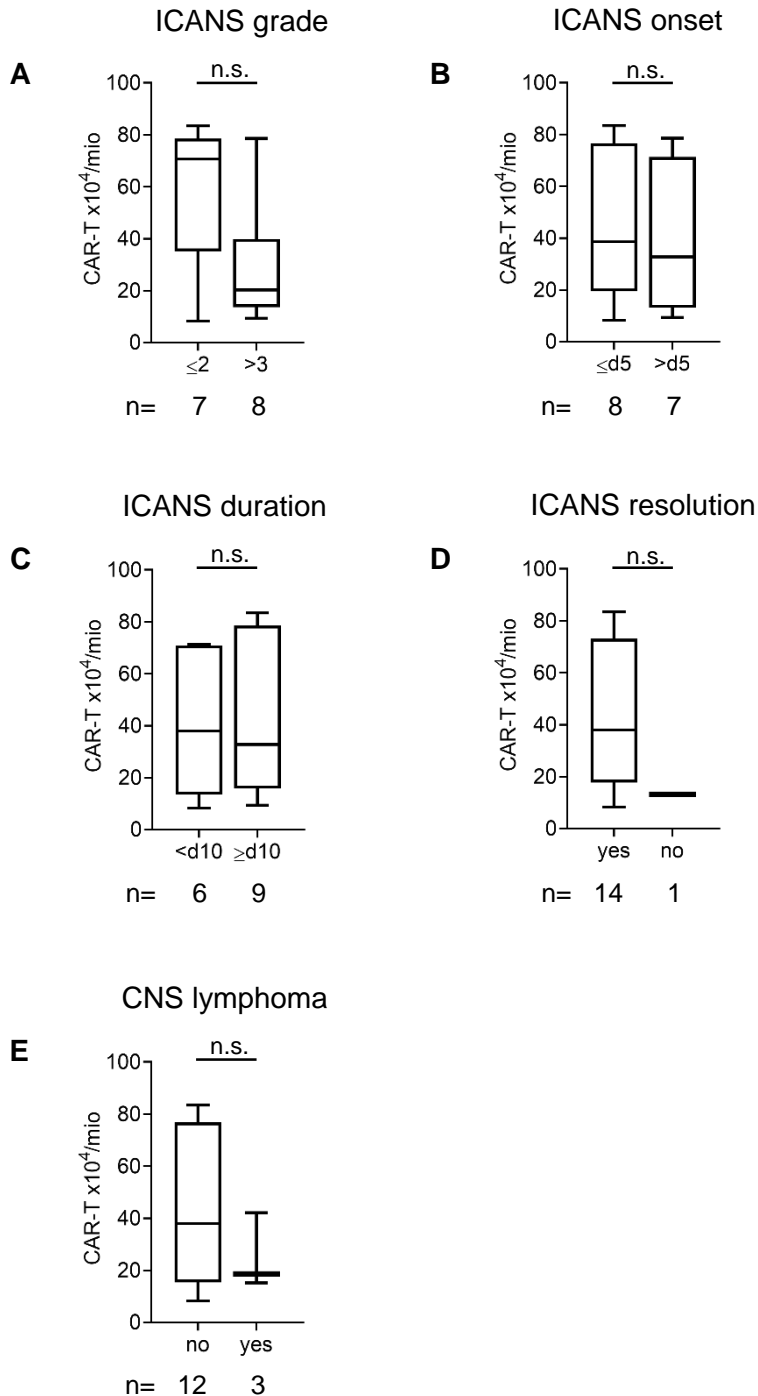 ICANS grade
A
n.s.
100
80
60
40
20
0
CAR-T x10⁴/mio
≤2 >3
n= 7 8
ICANS onset
B
n.s.
100
80
60
40
20
0
CAR-T x10⁴/mio
≤d5 >d5
n= 8 7
ICANS duration
C
n.s.
100
80
60
40
20
0
CAR-T x10⁴/mio
<d10 ≥d10
n= 6 9
ICANS resolution
D
n.s.
100
80
60
40
20
0
CAR-T x10⁴/mio
yes no
n= 14 1
CNS lymphoma
E
n.s.
100
80
60
40
20
0
CAR-T x10⁴/mio
no yes
n= 12 3